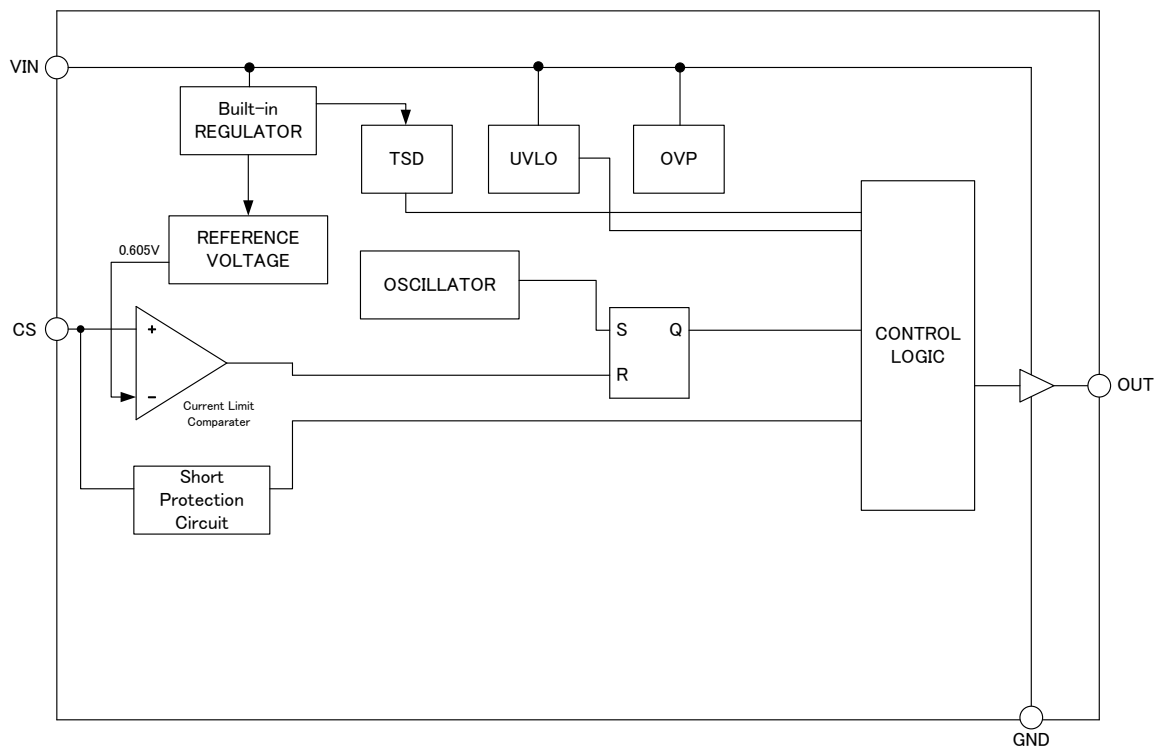 VIN
Built-in
REGULATOR
TSD
UVLO
OVP
REFERENCE
VOLTAGE
0.605V
OSCILLATOR
CS
+
−
Current Limit
Comparater
S Q
R
CONTROL
LOGIC
OUT
Short
Protection
Circuit
GND